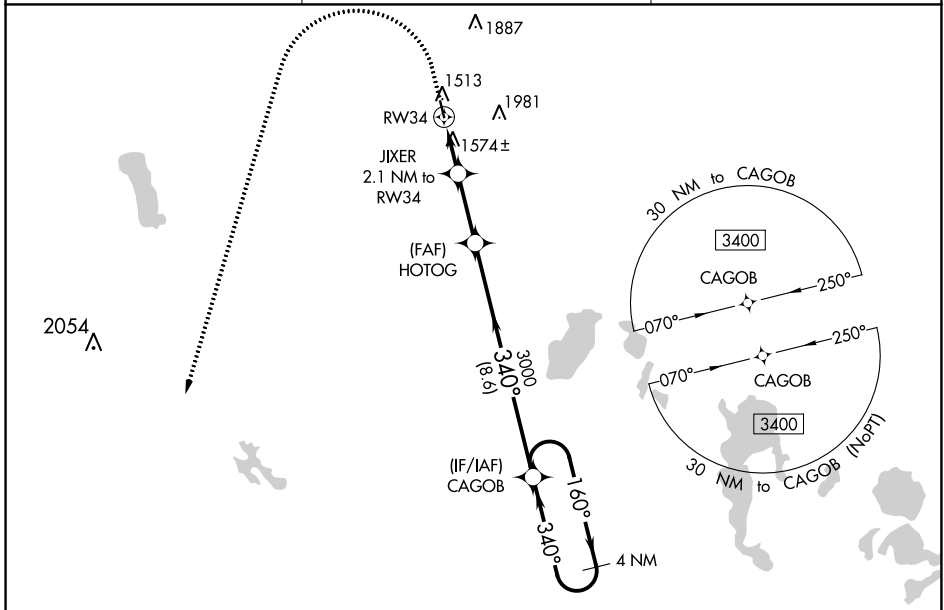 1887
1513
RW34
1981
1574±
JIXER
2.1 NM to
RW34
(FAF)
HOTOG
30 NM to CAGOB
3400
CAGOB
250°
070°
2054
3000
340°
(8.6)
250°
070°
CAGOB
3400
30 NM to CAGOB (NoPT)
(IF/IAF)
CAGOB
160°
340°
4 NM